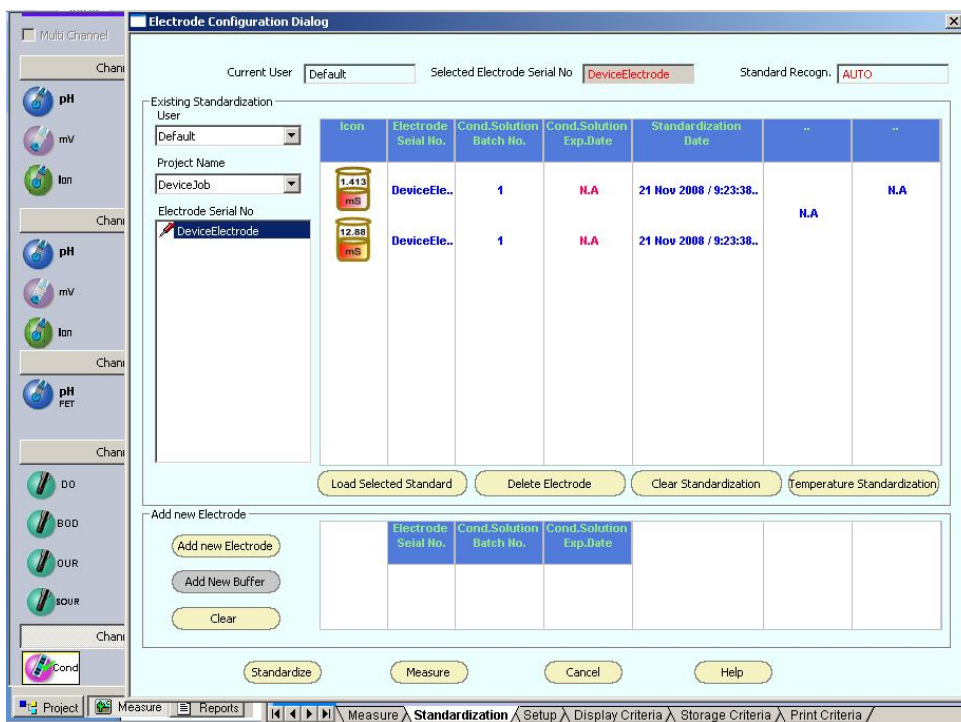 Electrode Configuration Dialog
Multi Channel
Current User Default Selected Electrode Serial No DeviceElectrode Standard Recogn. AUTO
Chan
pH
mV
Ion
Chan
pH
mV
Ion
Chan
pH
FET
Chan
DO
BOD
OUR
SOUR
Chan
Cond
Existing Standardization
User
Default
Project Name
DeviceJob
Electrode Serial No
DeviceElectrode
Icon Electrode Seial No. Cond.Solution Batch No. Cond.Solution Exp.Date Standardization Date .. ..
1.413 mS DeviceEle.. 1 N.A 21 Nov 2008 / 9:23:38.. N.A
N.A
12.88 mS DeviceEle.. 1 N.A 21 Nov 2008 / 9:23:38..
Load Selected Standard Delete Electrode Clear Standardization Temperature Standardization
Add new Electrode
Electrode Seial No. Cond.Solution Batch No. Cond.Solution Exp.Date
Add new Electrode
Add New Buffer
Clear
Standardize Measure Cancel Help
Project Measure Reports Measure Standardization Setup Display Criteria Storage Criteria Print Criteria